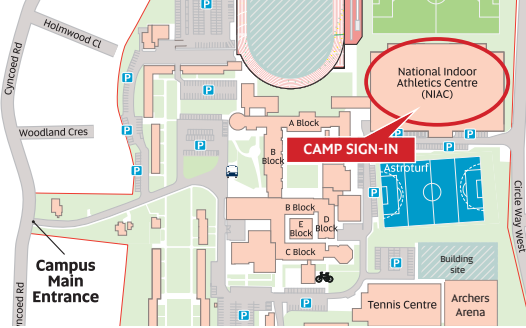 Cyncoed Rd
Holmwood Cl
P
P
P
P
P
P
P
P
P
P
P
P
P
Woodland Cres
National Indoor
Athletics Centre
(NIAC)
A Block
CAMP SIGN-IN
B
Block
Astroturf
B Block
E
Block
D
Block
C Block
Circle Way West
Campus
Main
Entrance
Building
site
Tennis Centre
Archers
Arena
ncoed Rd